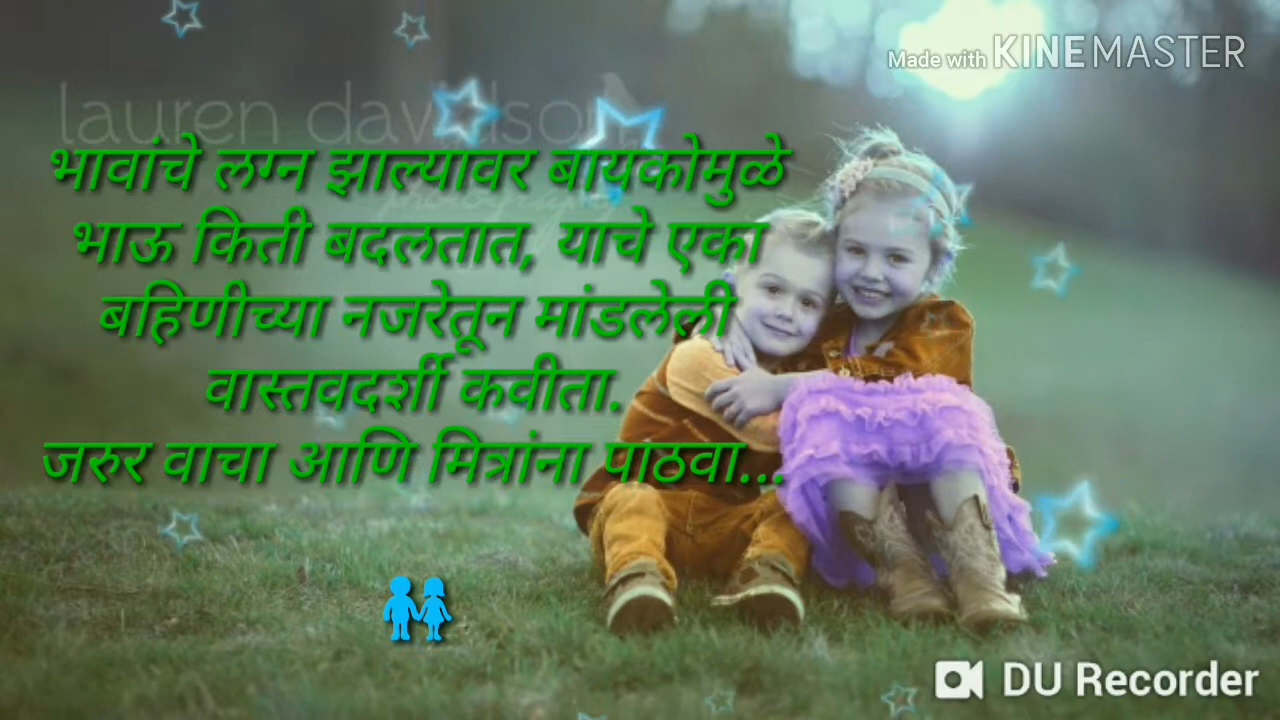 Made with KINEMASTER
lauren davidson
photography
भावांचे लग्न झाल्यावर बायकोमुळे
भाऊ किती बदलतात, याचे एका
बहिणीच्या नजरेतून मांडलेली
वास्तवदर्शी कवीता.
जरुर वाचा आणि मित्रांना पाठवा...
DU Recorder